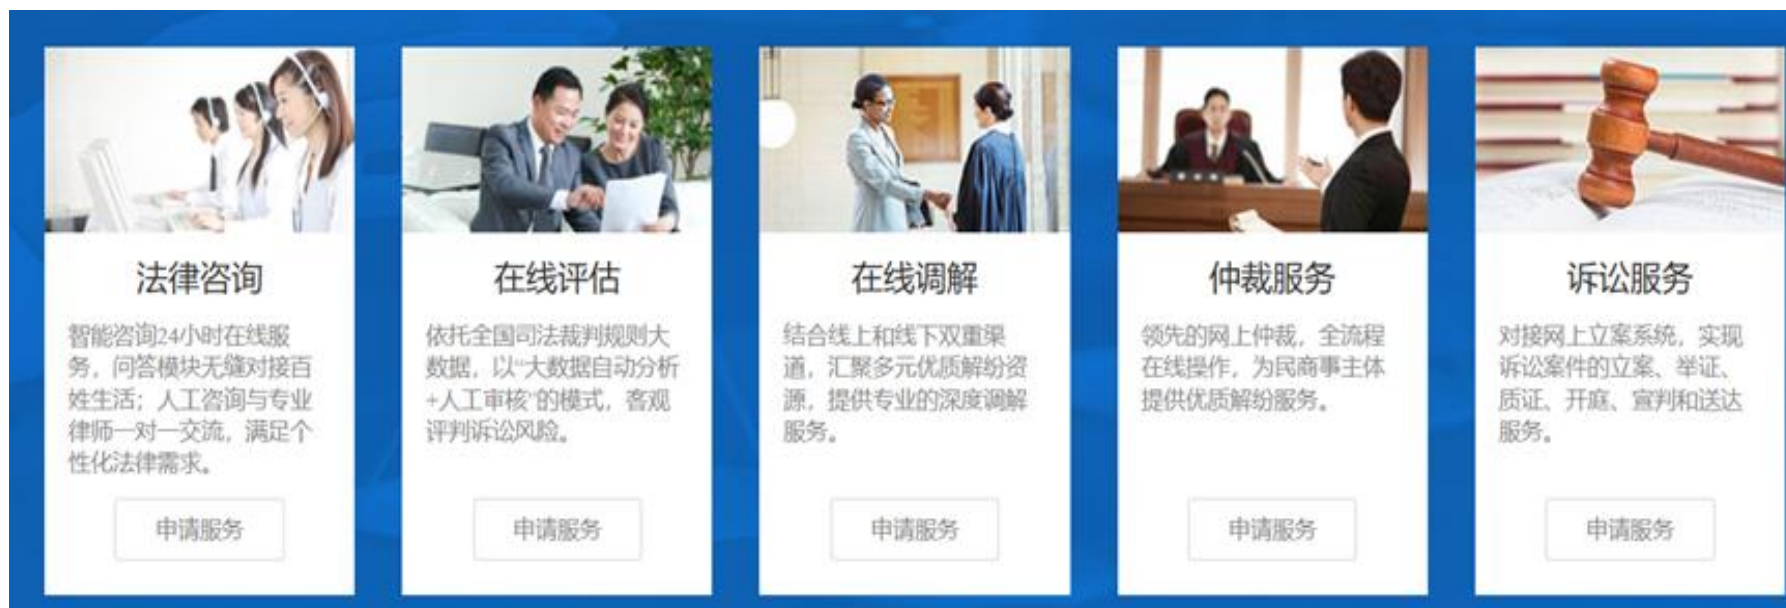 法律咨询
智能咨询24小时在线服
务，问答模块无缝对接百
姓生活；人工咨询与专业
律师一对一交流，满足个
性化法律需求。
申请服务
在线评估
依托全国司法裁判规则大
数据，以“大数据自动分析
+人工审核”的模式，客观
评判诉讼风险。
申请服务
在线调解
结合线上和线下双重渠
道，汇聚多元优质解纷资
源，提供专业的深度调解
服务。
申请服务
仲裁服务
领先的网上仲裁，全流程
在线操作，为民商事主体
提供优质解纷服务。
申请服务
诉讼服务
对接网上立案系统，实现
诉讼案件的立案、举证、
质证、开庭、宣判和送达
服务。
申请服务